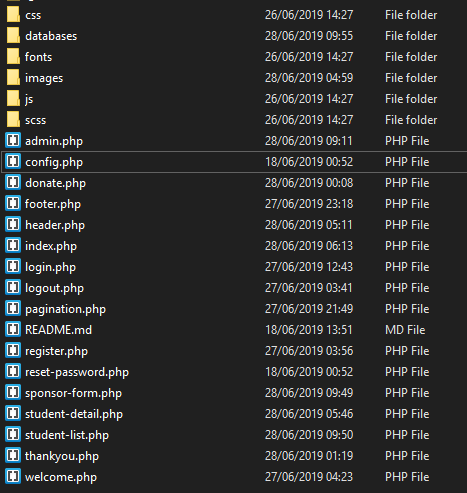 css 26/06/2019 14:27 File folder
databases 28/06/2019 09:55 File folder
fonts 26/06/2019 14:27 File folder
images 28/06/2019 04:59 File folder
js 26/06/2019 14:27 File folder
scss 26/06/2019 14:27 File folder
admin.php 28/06/2019 09:11 PHP File
config.php 18/06/2019 00:52 PHP File
donate.php 28/06/2019 00:08 PHP File
footer.php 27/06/2019 23:18 PHP File
header.php 28/06/2019 05:11 PHP File
index.php 28/06/2019 06:13 PHP File
login.php 27/06/2019 12:43 PHP File
logout.php 27/06/2019 03:41 PHP File
pagination.php 27/06/2019 21:49 PHP File
README.md 18/06/2019 13:51 MD File
register.php 27/06/2019 03:56 PHP File
reset-password.php 18/06/2019 00:52 PHP File
sponsor-form.php 28/06/2019 09:49 PHP File
student-detail.php 28/06/2019 05:46 PHP File
student-list.php 28/06/2019 09:50 PHP File
thankyou.php 28/06/2019 01:19 PHP File
welcome.php 27/06/2019 04:23 PHP File